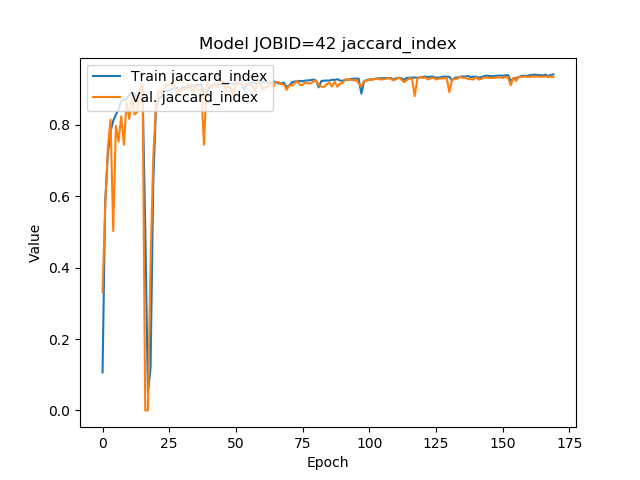 Model JOBID=42 jaccard_index
Train jaccard_index
Val. jaccard_index
Value
0.8
0.6
0.4
0.2
0.0
0 25 50 75 100 125 150 175
Epoch